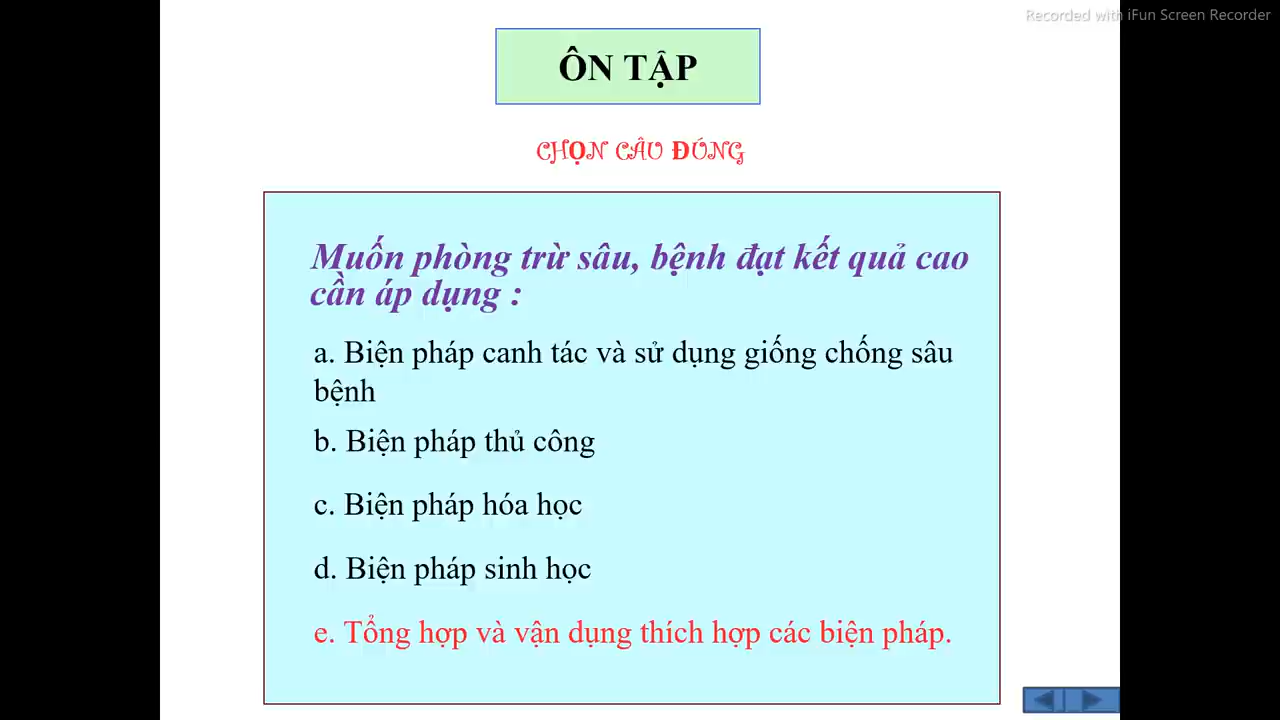 Recorded with iFun Screen Recorder
ÔN TẬP
CHỌN CÂU ĐÚNG
Muốn phòng trừ sâu, bệnh đạt kết quả cao
cần áp dụng :
a. Biện pháp canh tác và sử dụng giống chống sâu
bệnh
b. Biện pháp thủ công
c. Biện pháp hóa học
d. Biện pháp sinh học
e. Tổng hợp và vận dụng thích hợp các biện pháp.